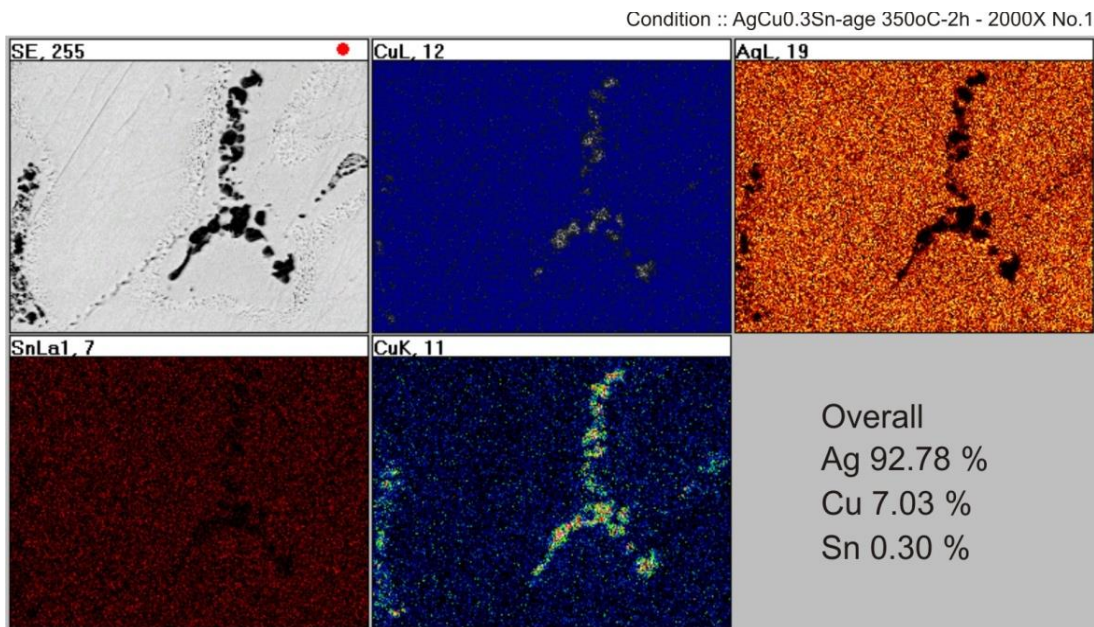 Condition :: AgCu0.3Sn-age 350oC-2h - 2000X No.1
SE, 255
CuL, 12
AgL, 19
SnLa1, 7
CuK, 11
Overall
Ag 92.78 %
Cu 7.03 %
Sn 0.30 %